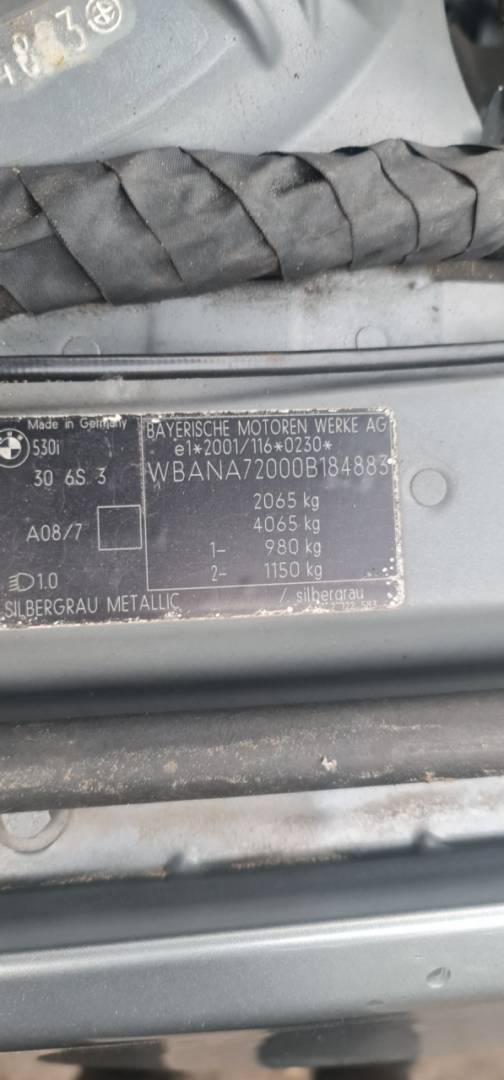 4883
Made in Germany
530i
30 6S 3
A08/7
1.0
SILBERGRAU METALLIC
BAYERISCHE MOTOREN WERKE AG
e1*2001/116*0230*
WBANA72000B184883
2065 kg
4065 kg
1- 980 kg
2- 1150 kg
/ silbergrau